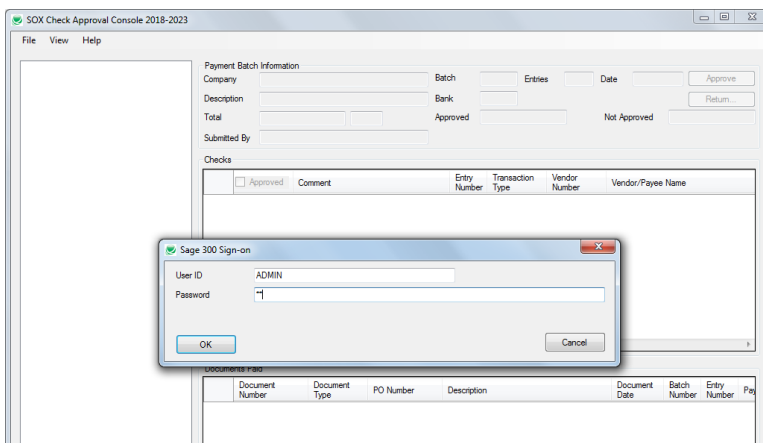 SOX Check Approval Console 2018-2023
File View Help
Payment Batch Information
Company Batch Entries Date Approve
Description Bank Return...
Total Approved Not Approved
Submitted By
Checks
Approved Comment Entry Number Transaction Type Vendor Number Vendor/Payee Name
Sage 300 Sign-on
User ID ADMIN
Password **
OK Cancel
Documents Paid
Document Number Document Type PO Number Description Document Date Batch Number Entry Number Pay